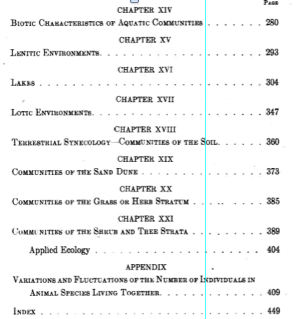 PAGE
CHAPTER XIV
BIOTIC CHARACTERISTICS OF AQUATIC COMMUNITIES . . . . . . . 280
CHAPTER XV
LENITIC ENVIRONMENTS. . . . . . . . . . . . . . . . . 293
CHAPTER XVI
LAKES . . . . . . . . . . . . . . . . . . . . . . . 304
CHAPTER XVII
LOTIC ENVIRONMENTS. . . . . . . . . . . . . . . . . . 347
CHAPTER XVIII
TERRESTRIAL SYNECOLOGY—COMMUNITIES OF THE SOIL. . . . . . 360
CHAPTER XIX
COMMUNITIES OF THE SAND DUNE . . . . . . . . . . . . . 373
CHAPTER XX
COMMUNITIES OF THE GRASS OR HERB STRATUM . . . . . . . . 385
CHAPTER XXI
COMMUNITIES OF THE SHRUB AND TREE STRATA . . . . . . . . 389
Applied Ecology . . . . . . . . . . . . . . . . . 404
APPENDIX
VARIATIONS AND FLUCTUATIONS OF THE NUMBER OF INDIVIDUALS IN
ANIMAL SPECIES LIVING TOGETHER. . . . . . . . . . . 409
INDEX . . . . . . . . . . . . . . . . . . . . . . . 449